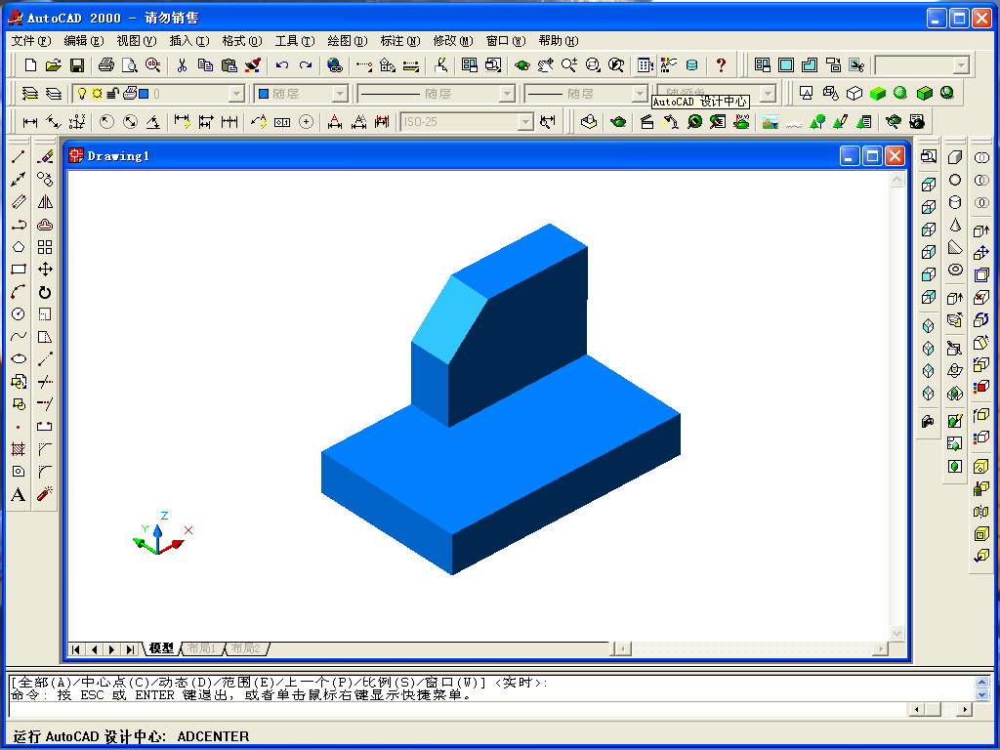 AutoCAD 2000 - 请勿销售
文件(F) 编辑(E) 视图(V) 插入(I) 格式(O) 工具(T) 绘图(D) 标注(N) 修改(M) 窗口(W) 帮助(H)
0 随层 随层 随层 随颜色
AutoCAD 设计中心
ISO-25
Drawing1
Z
Y
X
模型 布局1 布局2
[全部(A)/中心点(C)/动态(D)/范围(E)/上一个(P)/比例(S)/窗口(W)] <实时>:
命令: 按 ESC 或 ENTER 键退出, 或者单击鼠标右键显示快捷菜单。
运行 AutoCAD 设计中心: ADCENTER